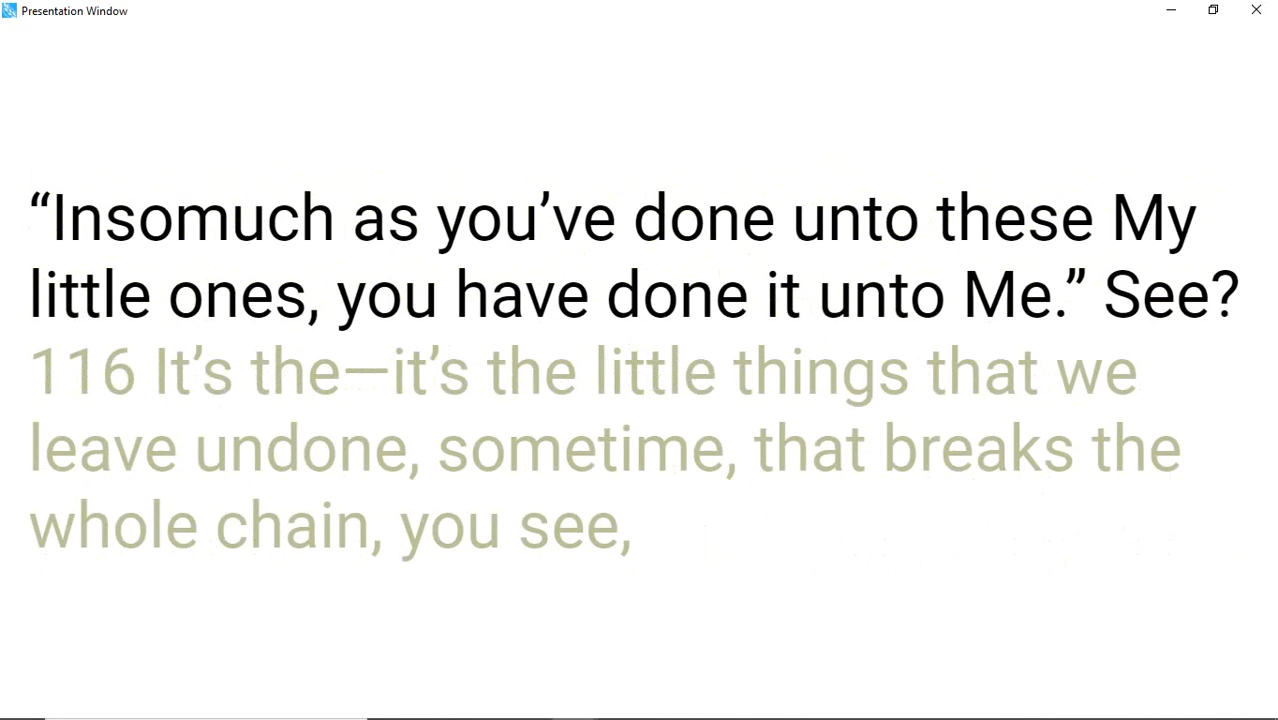 Presentation Window
“Insomuch as you’ve done unto these My
little ones, you have done it unto Me.” See?
116 It’s the—it’s the little things that we
leave undone, sometime, that breaks the
whole chain, you see,